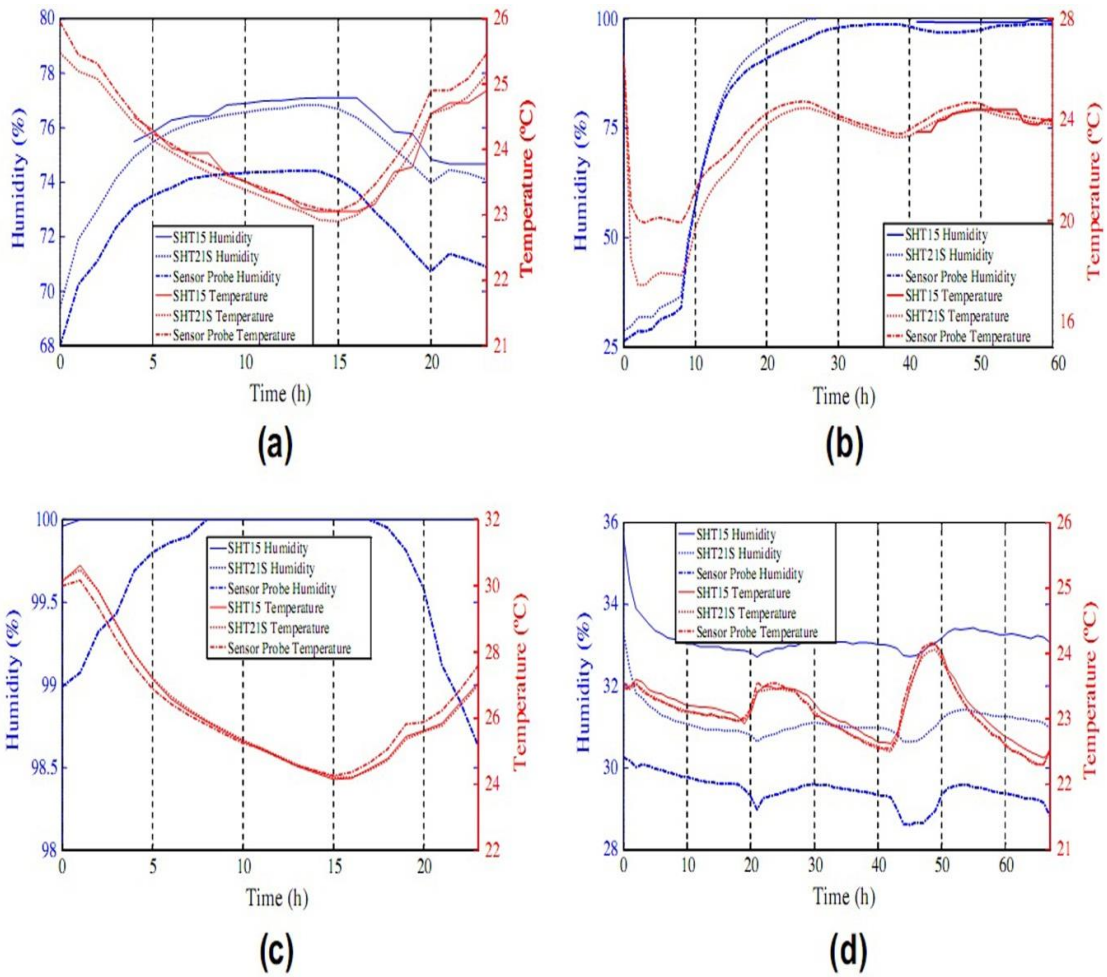 80
78
76
74
72
70
68
Humidity (%)
26
25
24
23
22
21
Temperature (ºC)
SHT15 Humidity
SHT21S Humidity
Sensor Probe Humidity
SHT15 Temperature
SHT21S Temperature
Sensor Probe Temperature
0 5 10 15 20
Time (h)
(a)
100
75
50
25
Humidity (%)
28
24
20
16
Temperature (ºC)
SHT15 Humidity
SHT21S Humidity
Sensor Probe Humidity
SHT15 Temperature
SHT21S Temperature
Sensor Probe Temperature
0 10 20 30 40 50 60
Time (h)
(b)
100
99.5
99
98.5
98
Humidity (%)
32
30
28
26
24
22
Temperature (ºC)
SHT15 Humidity
SHT21S Humidity
Sensor Probe Humidity
SHT15 Temperature
SHT21S Temperature
Sensor Probe Temperature
0 5 10 15 20
Time (h)
(c)
36
34
32
30
28
Humidity (%)
26
25
24
23
22
21
Temperature (ºC)
SHT15 Humidity
SHT21S Humidity
Sensor Probe Humidity
SHT15 Temperature
SHT21S Temperature
Sensor Probe Temperature
0 10 20 30 40 50 60
Time (h)
(d)